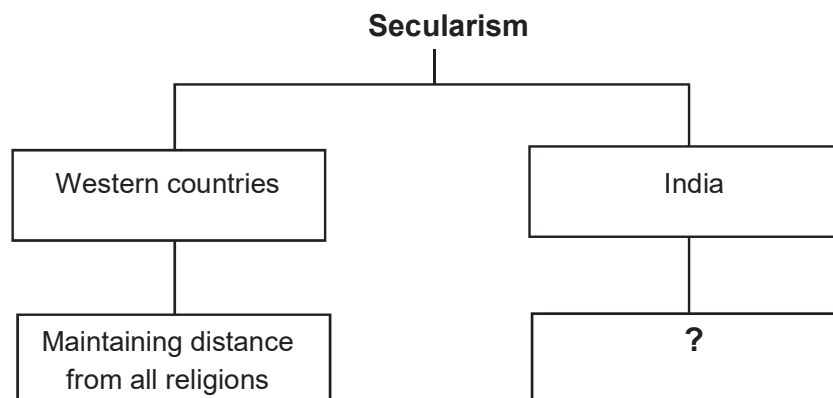 Secularism
Western countries
India
Maintaining distance
from all religions
?